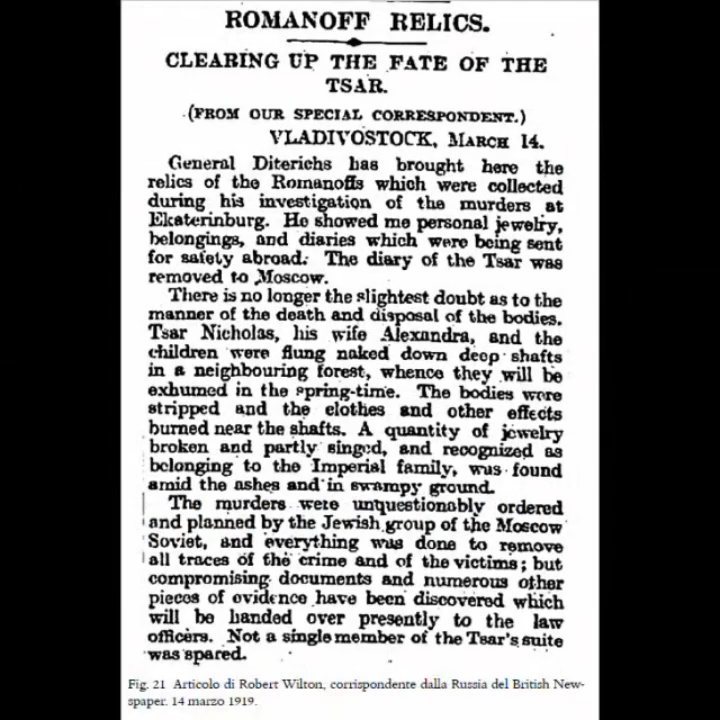 ROMANOFF RELICS.
CLEARING UP THE FATE OF THE
TSAR.
(FROM OUR SPECIAL CORRESPONDENT.)
VLADIVOSTOCK, MARCH 14.
General Diterichs has brought here the
relics of the Romanoffs which were collected
during his investigation of the murders at
Ekaterinburg. He showed me personal jewelry,
belongings, and diaries which were being sent
for safety abroad. The diary of the Tsar was
removed to Moscow.
There is no longer the slightest doubt as to the
manner of the death and disposal of the bodies.
Tsar Nicholas, his wife Alexandra, and the
children were flung naked down deep shafts
in a neighbouring forest, whence they will be
exhumed in the spring-time. The bodies were
stripped and the clothes and other effects
burned near the shafts. A quantity of jewelry
broken and partly singed, and recognized as
belonging to the Imperial family, was found
amid the ashes and in swampy ground.
The murders were unquestionably ordered
and planned by the Jewish group of the Moscow
Soviet, and everything was done to remove
all traces of the crime and of the victims; but
compromising documents and numerous other
pieces of evidence have been discovered which
will be handed over presently to the law
officers. Not a single member of the Tsar's suite
was spared.
Fig. 21 Articolo di Robert Wilton, corrispondente dalla Russia del British New-
spaper. 14 marzo 1919.